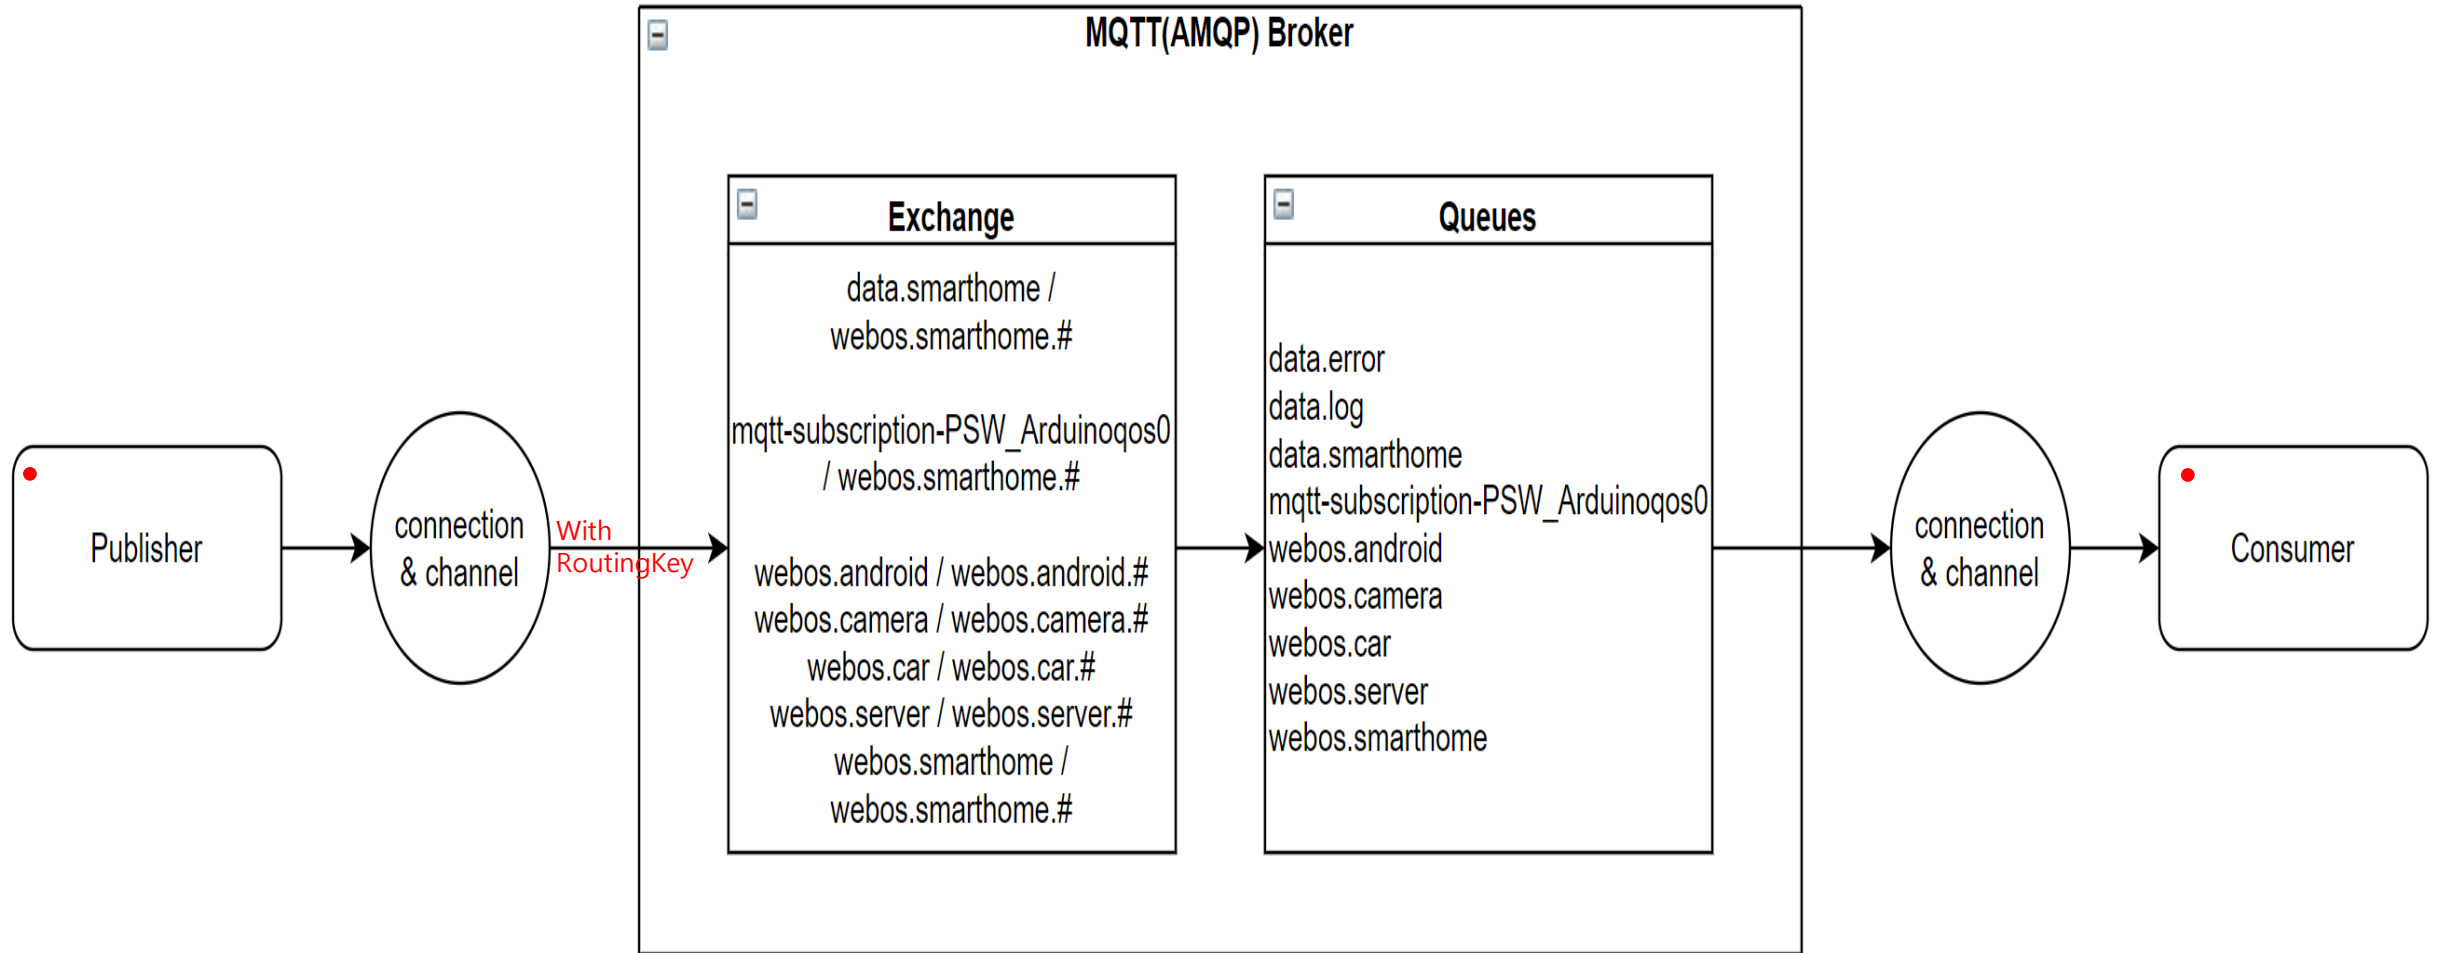 MQTT(AMQP) Broker
Publisher
connection
& channel
With
RoutingKey
Exchange
data.smarthome /
webos.smarthome.#
mqtt-subscription-PSW_Arduinoqos0
/ webos.smarthome.#
webos.android / webos.android.#
webos.camera / webos.camera.#
webos.car / webos.car.#
webos.server / webos.server.#
webos.smarthome /
webos.smarthome.#
Queues
data.error
data.log
data.smarthome
mqtt-subscription-PSW_Arduinoqos0
webos.android
webos.camera
webos.car
webos.server
webos.smarthome
connection
& channel
Consumer